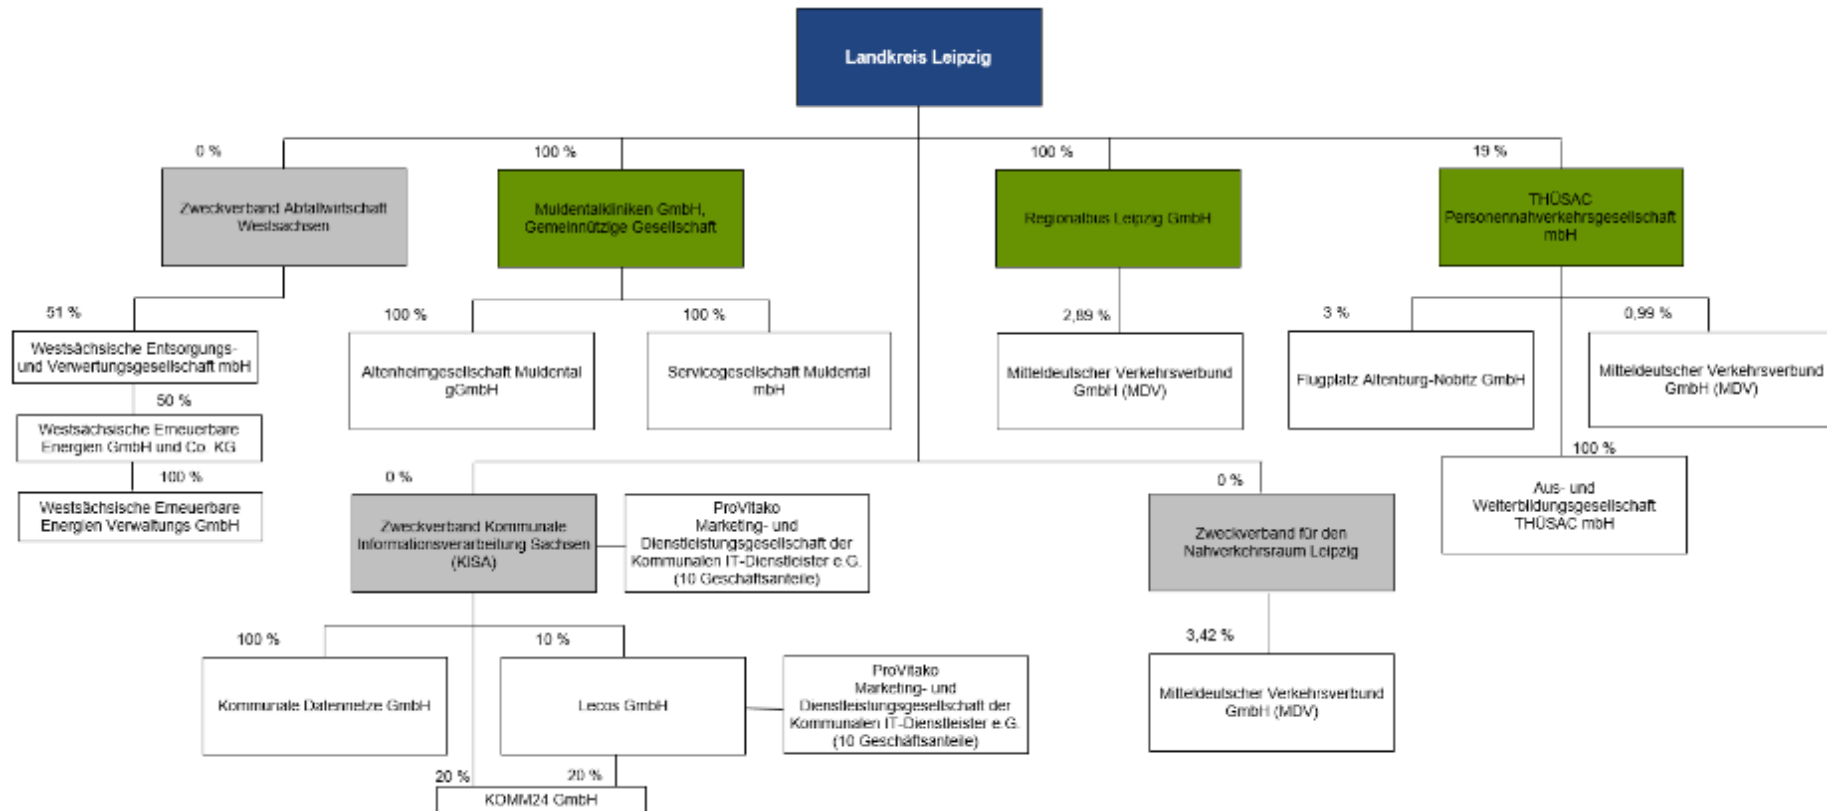 Landkreis Leipzig
0 %
100 %
100 %
19 %
Zweckverband Abfallwirtschaft
Westsachsen
Muldentalkliniken GmbH,
Gemeinnützige Gesellschaft
Regionalbus Leipzig GmbH
THÜSAC
Personennahverkehrsgesellschaft
mbH
51 %
100 %
100 %
2,89 %
3 %
0,99 %
Westsächsische Entsorgungs-
und Verwertungsgesellschaft mbH
Altenheimgesellschaft Muldental
gGmbH
Servicegesellschaft Muldental
mbH
Mitteldeutscher Verkehrsverbund
GmbH (MDV)
Flugplatz Altenburg-Nobitz GmbH
Mitteldeutscher Verkehrsverbund
GmbH (MDV)
50 %
Westsächsische Erneuerbare
Energien GmbH und Co. KG
100 %
Westsächsische Erneuerbare
Energien Verwaltungs GmbH
100 %
Aus- und
Weiterbildungsgesellschaft
THÜSAC mbH
0 %
0 %
Zweckverband Kommunale
Informationsverarbeitung Sachsen
(KISA)
ProVitako
Marketing- und
Dienstleistungsgesellschaft der
Kommunalen IT-Dienstleister e.G.
(10 Geschäftsanteile)
Zweckverband für den
Nahverkehrsraum Leipzig
100 %
10 %
3,42 %
Kommunale Datennetze GmbH
Lecos GmbH
ProVitako
Marketing- und
Dienstleistungsgesellschaft der
Kommunalen IT-Dienstleister e.G.
(10 Geschäftsanteile)
Mitteldeutscher Verkehrsverbund
GmbH (MDV)
20 %
20 %
KOMM24 GmbH